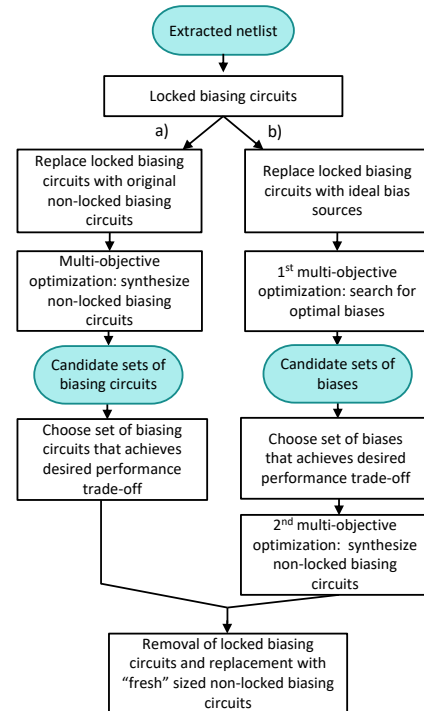 Extracted netlist
Locked biasing circuits
a)
b)
Replace locked biasing
circuits with original
non-locked biasing
circuits
Multi-objective
optimization: synthesize
non-locked biasing
circuits
Candidate sets of
biasing circuits
Choose set of biasing
circuits that achieves
desired performance
trade-off
Replace locked biasing
circuits with ideal bias
sources
1st multi-objective
optimization: search for
optimal biases
Candidate sets of
biases
Choose set of biases
that achieves desired
performance trade-off
2nd multi-objective
optimization: synthesize
non-locked biasing
circuits
Removal of locked biasing
circuits and replacement with
“fresh” sized non-locked biasing
circuits